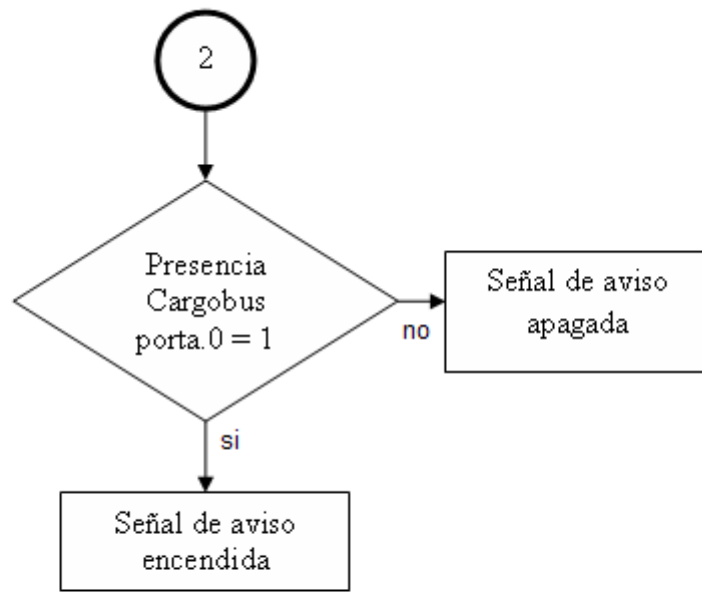 2
Presencia
Cargobus
porta.0 = 1
no
Señal de aviso
apagada
si
Señal de aviso
encendida